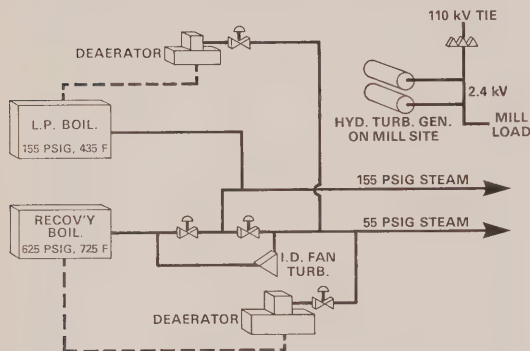 110 kV TIE
DEAERATOR
2.4 kV
HYD. TURB. GEN.
ON MILL SITE
MILL
LOAD
L.P. BOIL.
155 PSIG, 435 F
155 PSIG STEAM
RECOV'Y
BOIL.
625 PSIG, 725 F
55 PSIG STEAM
I.D. FAN
TURB.
DEAERATOR